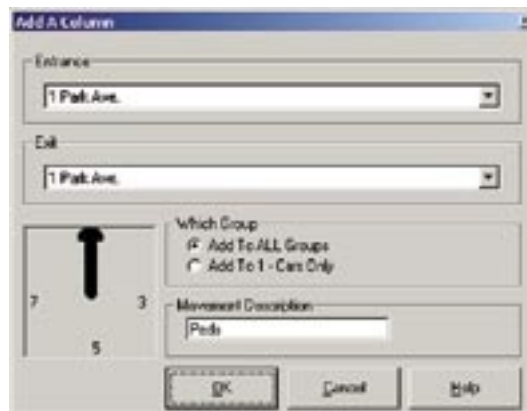 Add A Column
Entrance
1 Park Ave.
Exit
1 Park Ave.
Which Group
Add To ALL Groups
Add To 1 - Cars Only
7
3
5
Movement Description
Peds
OK
Cancel
Help